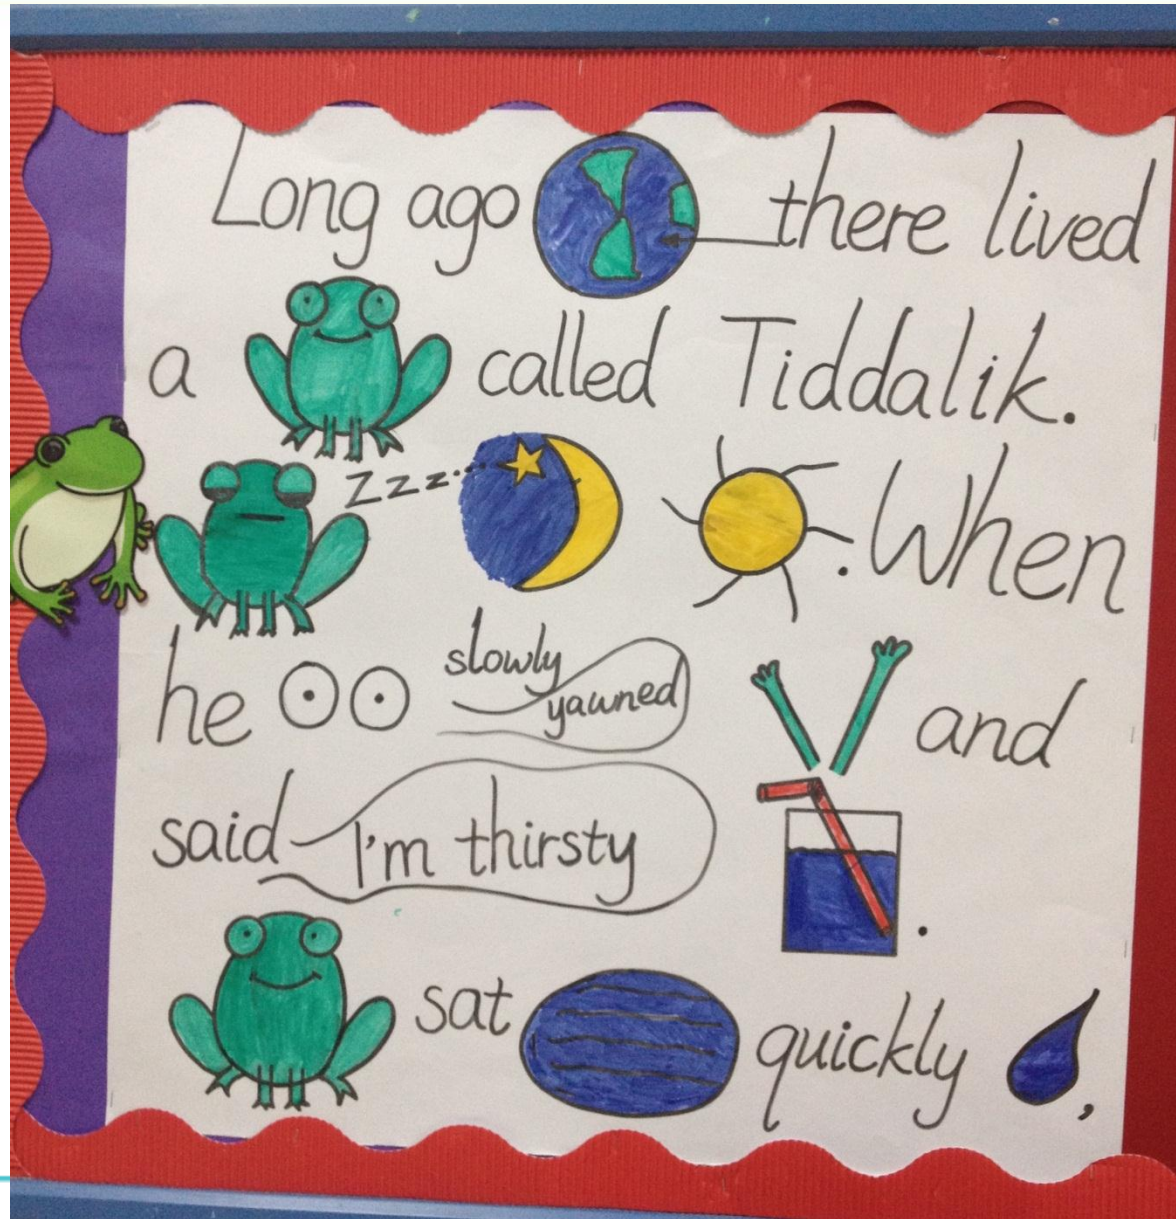 Long ago there lived
a called Tiddalik.
Zzz... . When
he slowly yawned and
said I'm thirsty .
sat quickly ,